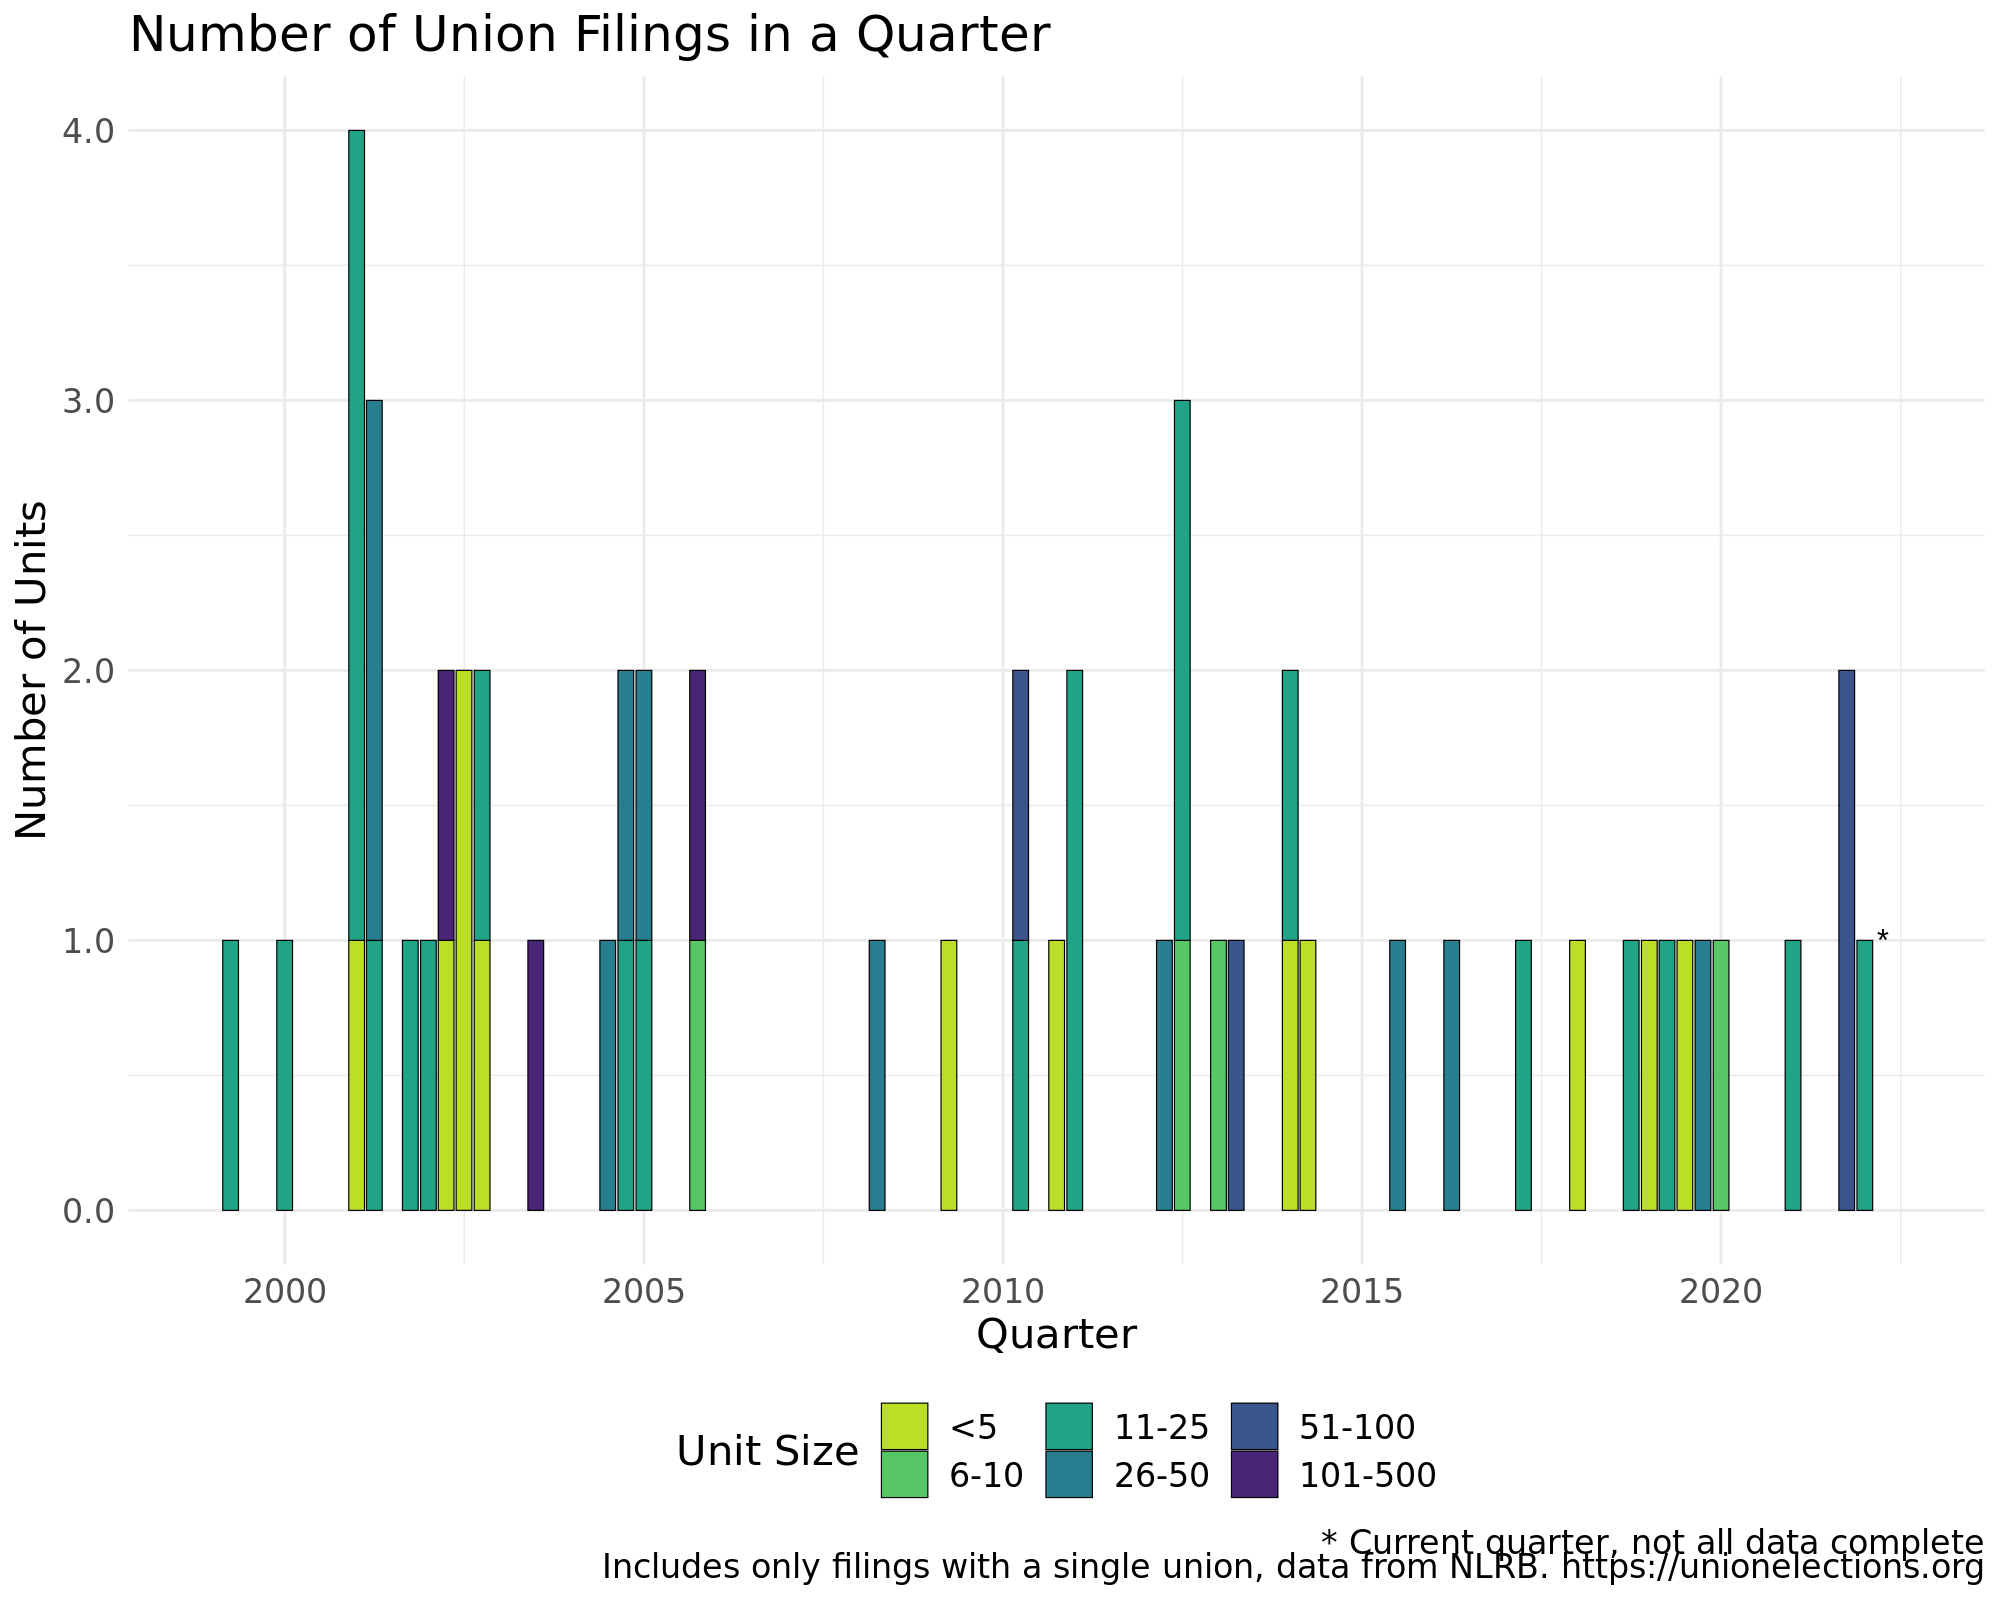 Number of Union Filings in a Quarter
Number of Units
4.0
3.0
2.0
1.0
0.0
*
2000 2005 2010 2015 2020
Quarter
Unit Size
<5 11-25 51-100
6-10 26-50 101-500
* Current quarter, not all data complete
Includes only filings with a single union, data from NLRB. https://unionelections.org